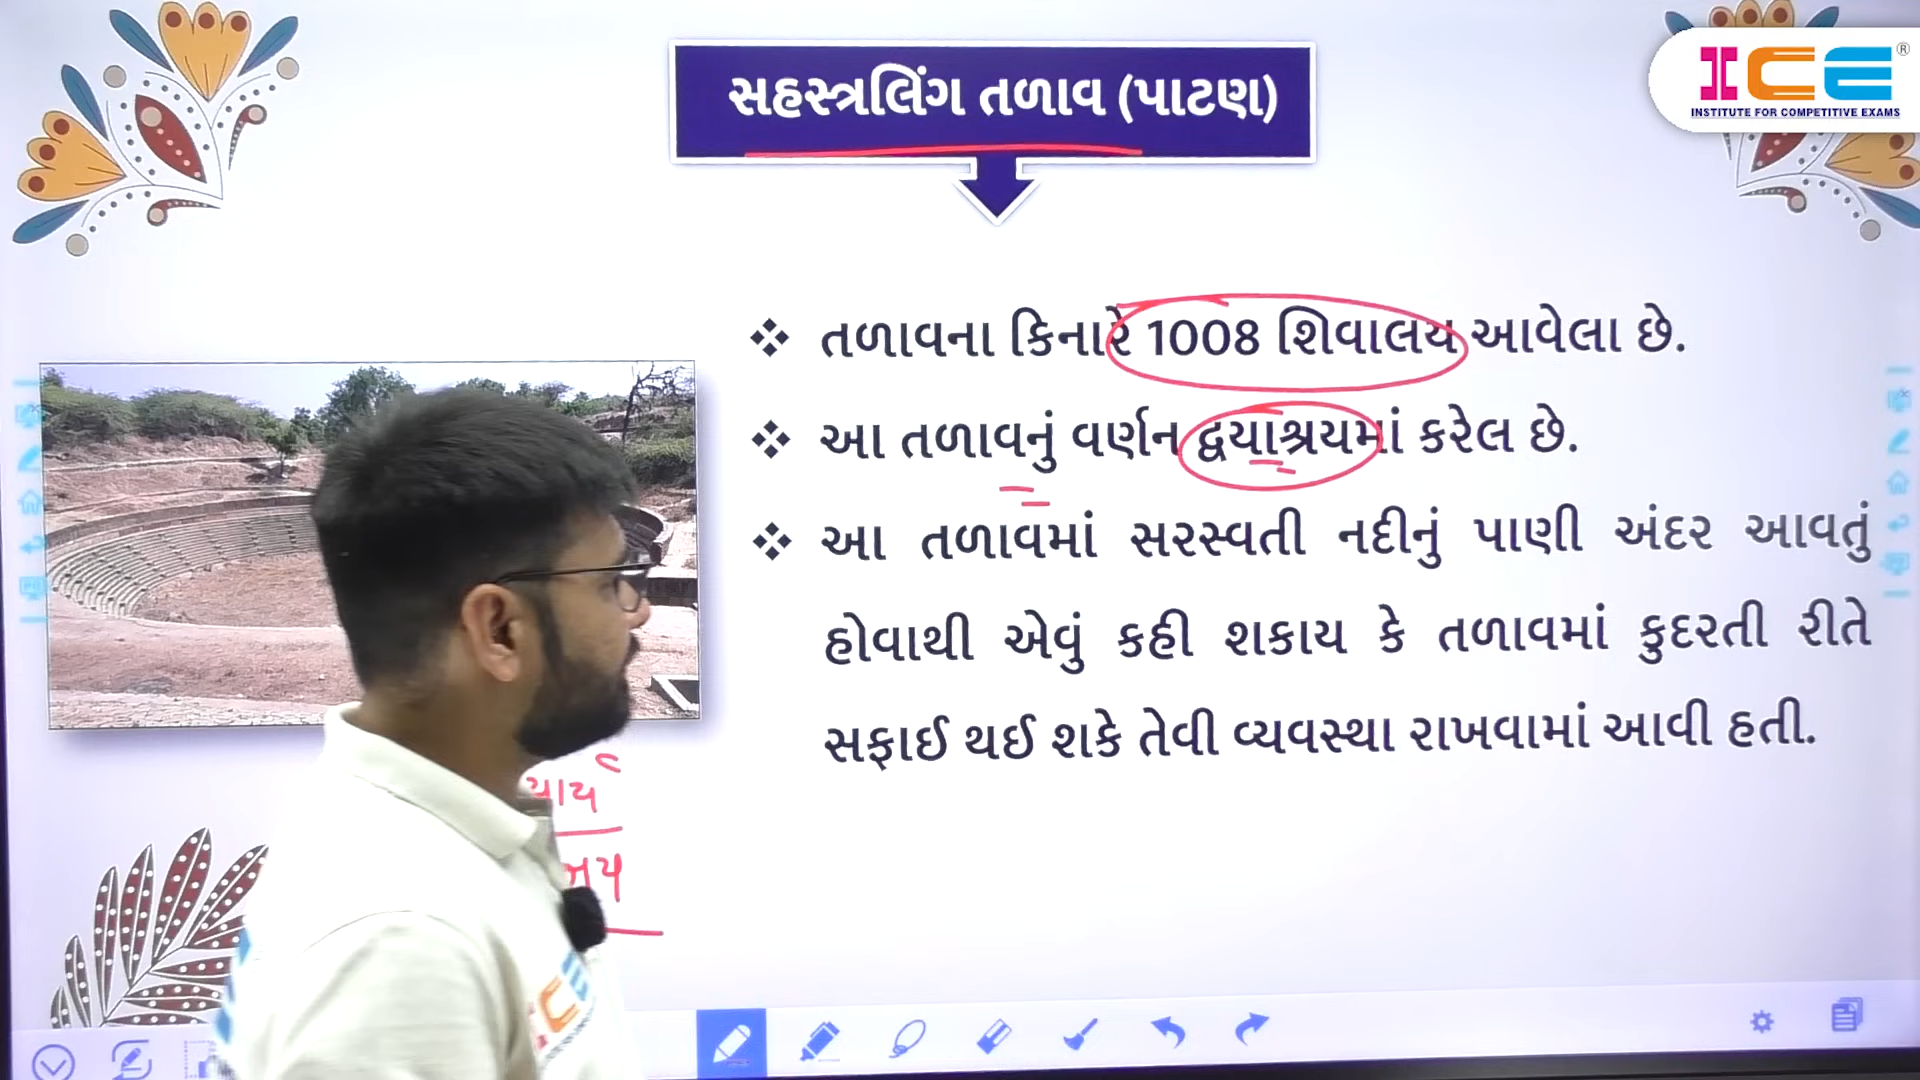 સહસ્ત્રલિંગ તળાવ (પાટણ)
ICE ®
INSTITUTE FOR COMPETITIVE EXAMS
❖ તળાવના કિનારે 1008 શિવાલય આવેલા છે.
❖ આ તળાવનું વર્ણન દ્વયાશ્રયમાં કરેલ છે.
❖ આ તળાવમાં સરસ્વતી નદીનું પાણી અંદર આવતું
હોવાથી એવું કહી શકાય કે તળાવમાં કુદરતી રીતે
સફાઈ થઈ શકે તેવી વ્યવસ્થા રાખવામાં આવી હતી.